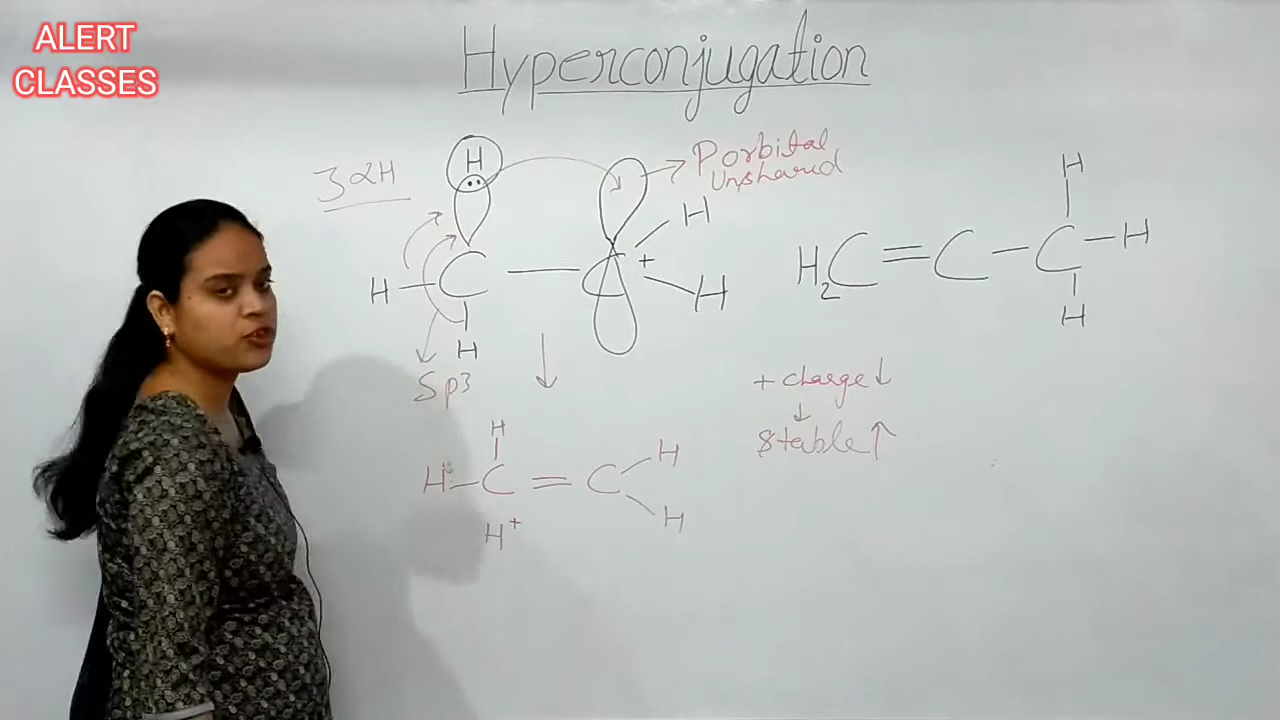 ALERT
CLASSES
Hyperconjugation
3αH
H
P orbital
Unshared
H
H
+
H
C — C
H
H
Sp3
H2C = C — C — H
H
H
+ charge ↓
↓
Stable ↑
H
H — C = C
H
H
H+